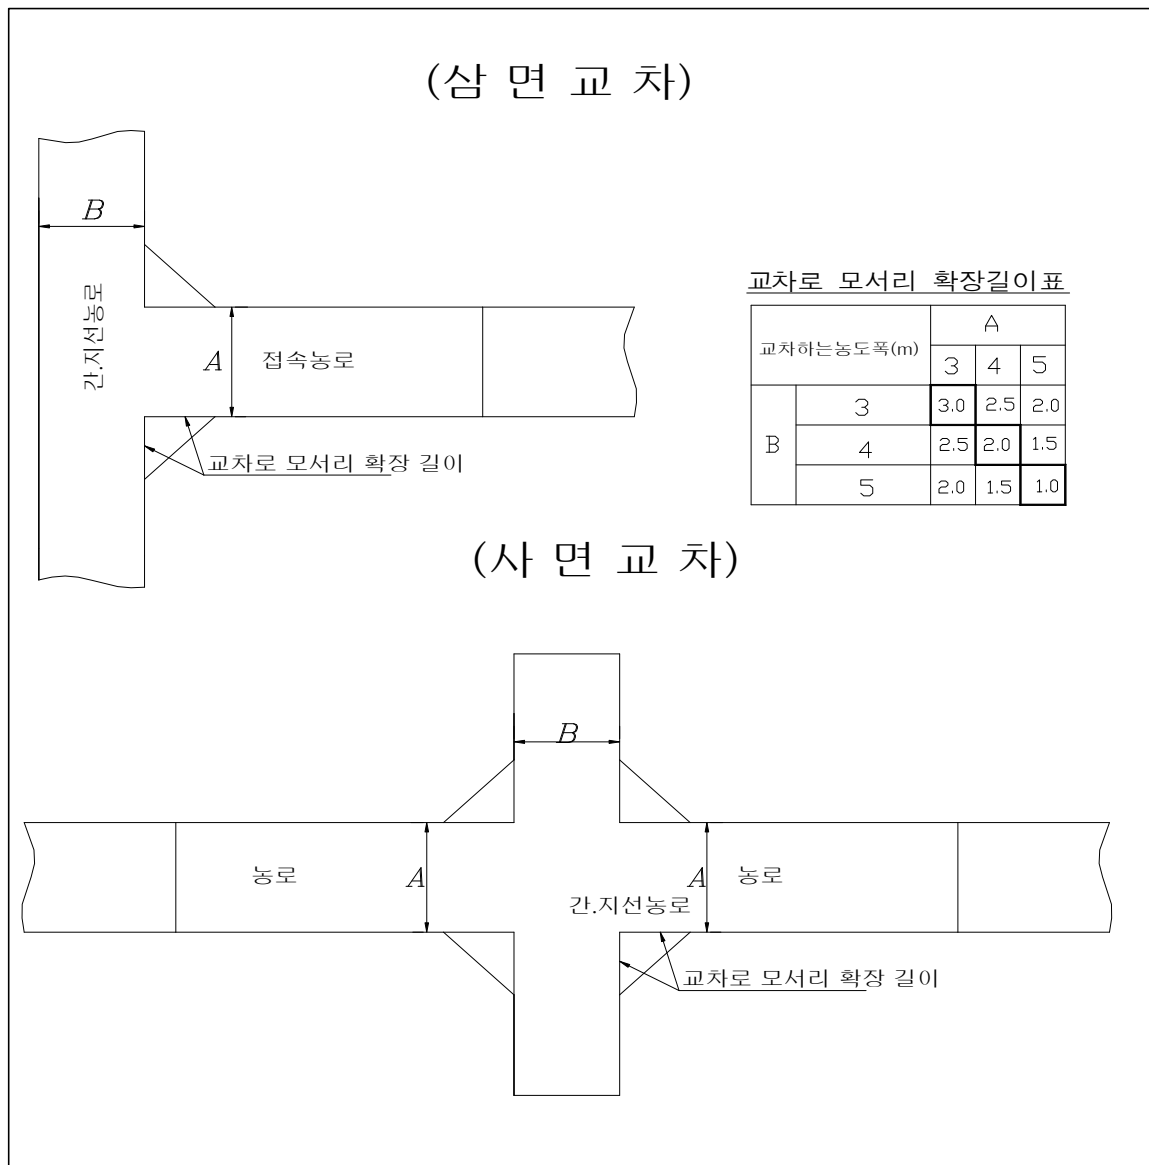 (삼 면 교 차)
B
간.지선농로
A
접속농로
교차로 모서리 확장 길이
교차로 모서리 확장길이표
교차하는농도폭(m)
A
3 4 5
B
3 3.0 2.5 2.0
4 2.5 2.0 1.5
5 2.0 1.5 1.0
(사 면 교 차)
B
농로
A
A
농로
간.지선농로
교차로 모서리 확장 길이